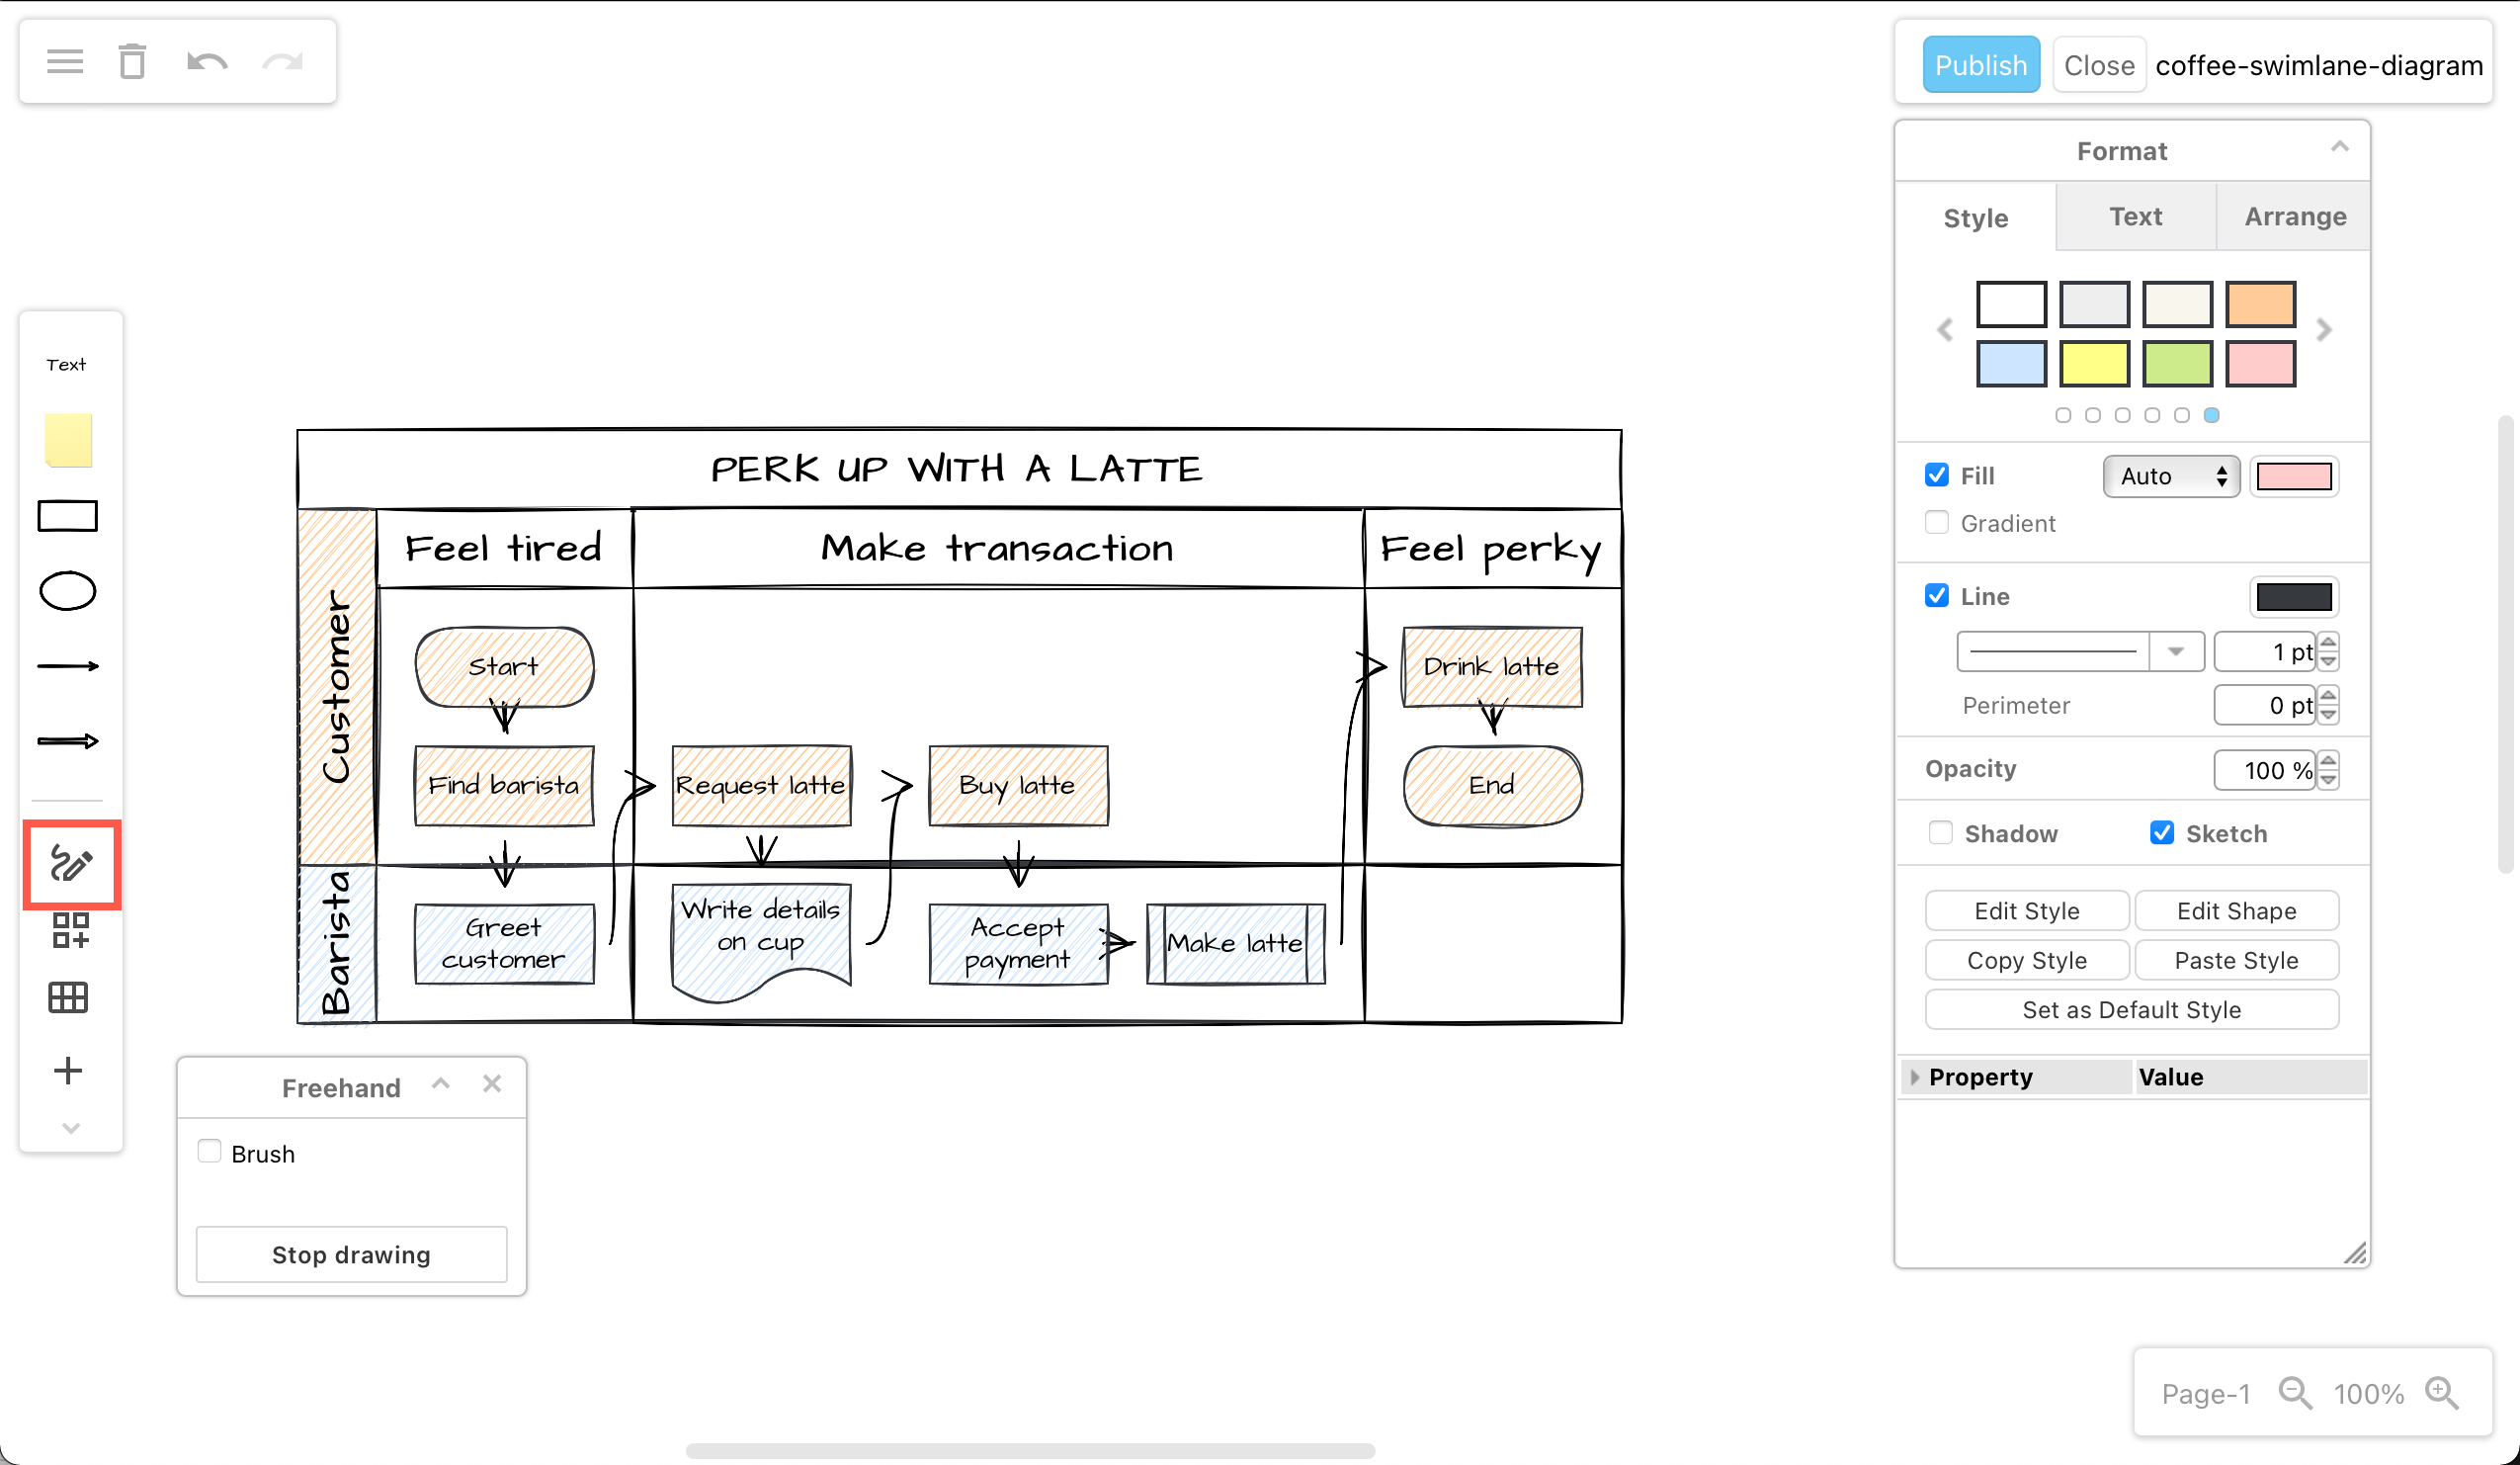 Publish
Close
coffee-swimlane-diagram
Format
Style
Text
Arrange
Text
PERK UP WITH A LATTE
Customer
Feel tired
Make transaction
Feel perky
Start
Drink latte
Find barista
Request latte
Buy latte
End
Barista
Greet
customer
Write details
on cup
Accept
payment
Make latte
Fill
Auto
Gradient
Line
1 pt
Perimeter
0 pt
Opacity
100 %
Shadow
Sketch
Edit Style
Edit Shape
Copy Style
Paste Style
Set as Default Style
Property
Value
Freehand
Brush
Stop drawing
Page-1
100%